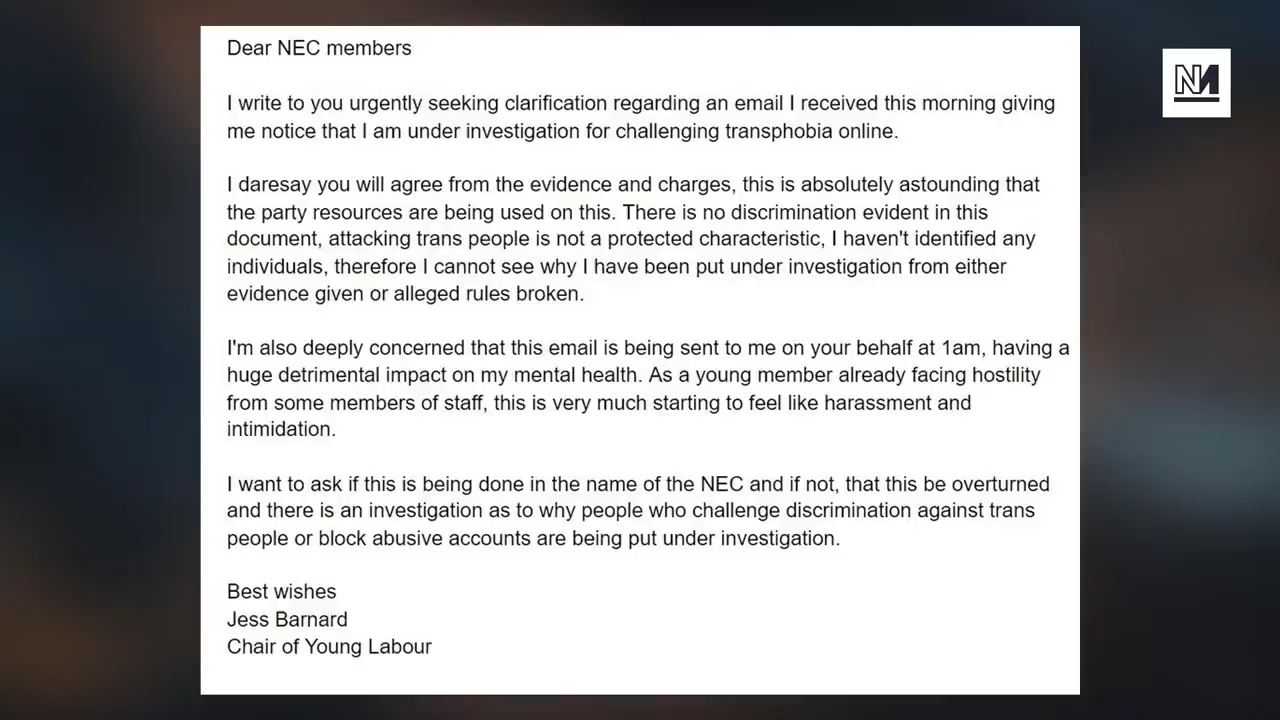 Dear NEC members
I write to you urgently seeking clarification regarding an email I received this morning giving
me notice that I am under investigation for challenging transphobia online.
I daresay you will agree from the evidence and charges, this is absolutely astounding that
the party resources are being used on this. There is no discrimination evident in this
document, attacking trans people is not a protected characteristic, I haven't identified any
individuals, therefore I cannot see why I have been put under investigation from either
evidence given or alleged rules broken.
I'm also deeply concerned that this email is being sent to me on your behalf at 1am, having a
huge detrimental impact on my mental health. As a young member already facing hostility
from some members of staff, this is very much starting to feel like harassment and
intimidation.
I want to ask if this is being done in the name of the NEC and if not, that this be overturned
and there is an investigation as to why people who challenge discrimination against trans
people or block abusive accounts are being put under investigation.
Best wishes
Jess Barnard
Chair of Young Labour
NM